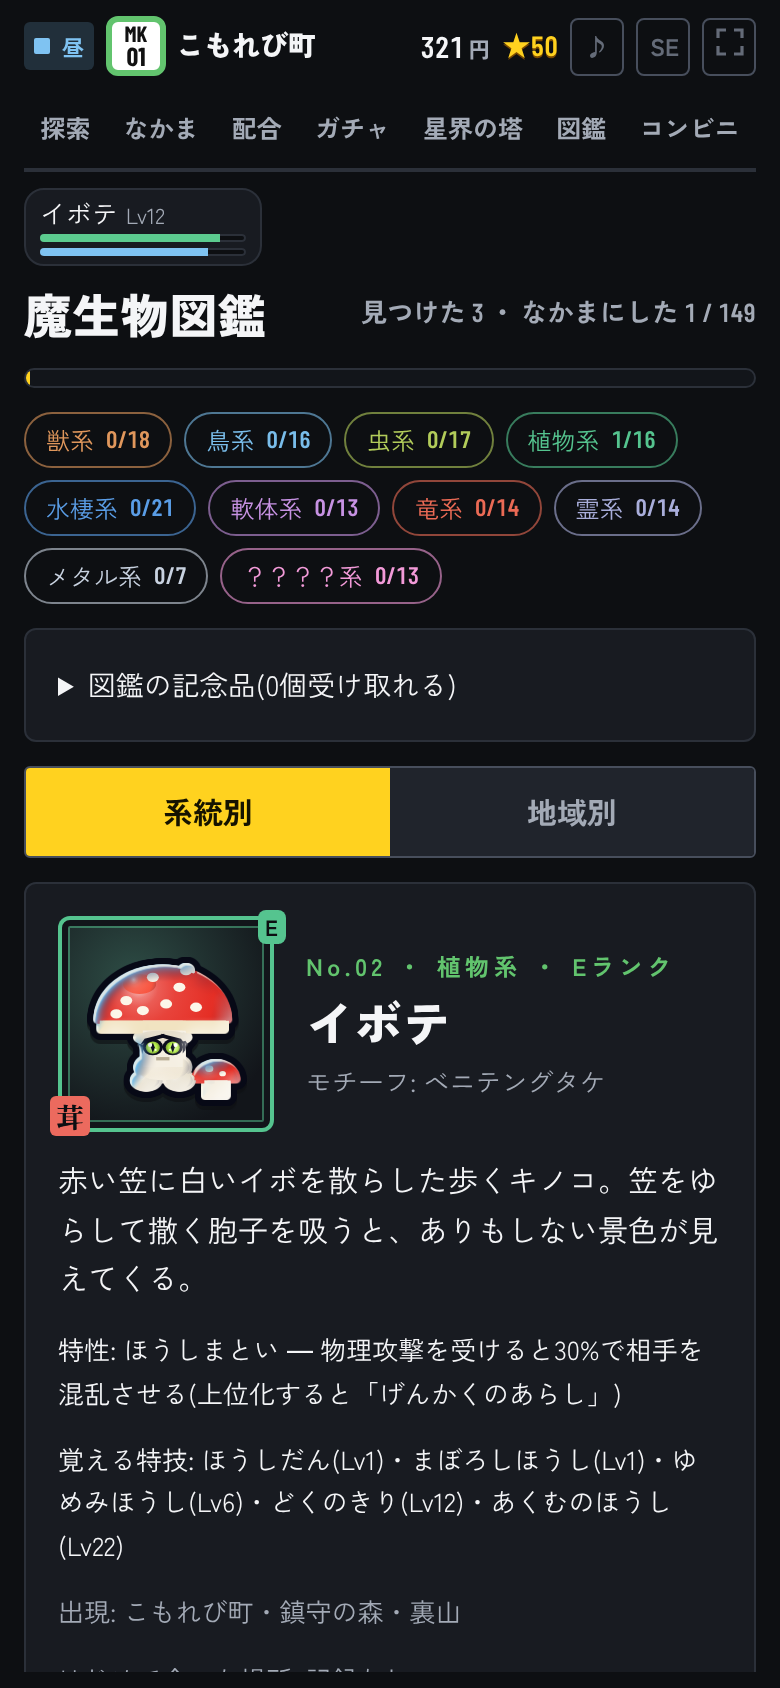 昼
MK
01
こもれび町
321円
★50
♪
SE
探索 なかま 配合 ガチャ 星界の塔 図鑑 コンビニ
イボテ Lv12
魔生物図鑑
見つけた 3 ・ なかまにした 1 / 149
獣系 0/18
鳥系 0/16
虫系 0/17
植物系 1/16
水棲系 0/21
軟体系 0/13
竜系 0/14
霊系 0/14
メタル系 0/7
????系 0/13
▶ 図鑑の記念品(0個受け取れる)
系統別
地域別
E
茸
No.02 ・ 植物系 ・ Eランク
イボテ
モチーフ: ベニテングタケ
赤い笠に白いイボを散らした歩くキノコ。笠をゆ
らして撒く胞子を吸うと、ありもしない景色が見
えてくる。
特性: ほうしまとい — 物理攻撃を受けると30%で相手を
混乱させる(上位化すると「げんかくのあらし」)
覚える特技: ほうしだん(Lv1)・まぼろしほうし(Lv1)・ゆ
めみほうし(Lv6)・どくのきり(Lv12)・あくむのほうし
(Lv22)
出現: こもれび町・鎮守の森・裏山